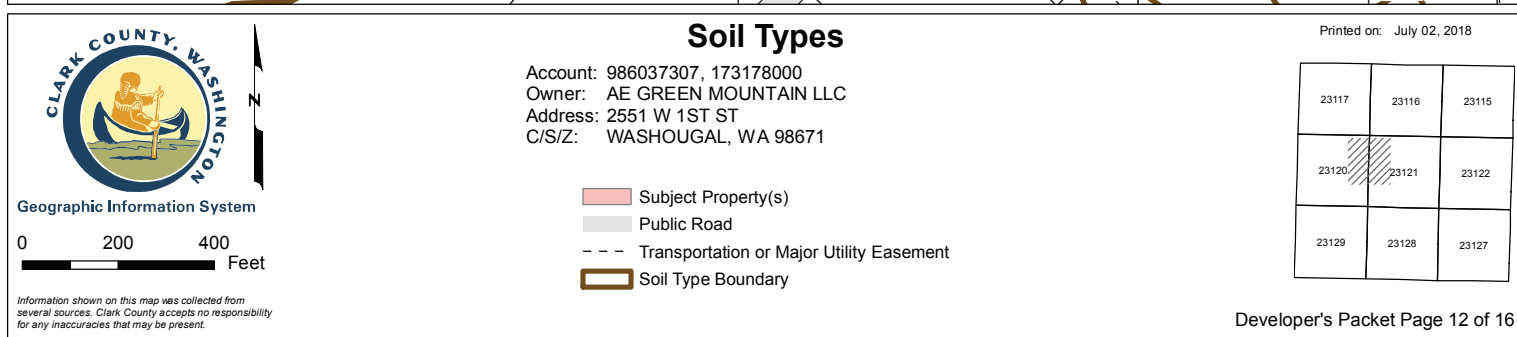 CLARK COUNTY, WASHINGTON
Geographic Information System
N
0 200 400
Feet
Information shown on this map was collected from
several sources. Clark County accepts no responsibility
for any inaccuracies that may be present.
Soil Types
Account: 986037307, 173178000
Owner: AE GREEN MOUNTAIN LLC
Address: 2551 W 1ST ST
C/S/Z: WASHOUGAL, WA 98671
Subject Property(s)
Public Road
Transportation or Major Utility Easement
Soil Type Boundary
Printed on: July 02, 2018
23117 23116 23115
23120 23121 23122
23129 23128 23127
Developer's Packet Page 12 of 16